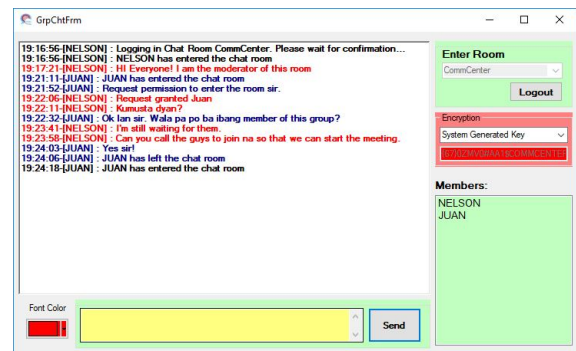 GrpChtFrm
19:16:56-[NELSON] : Logging in Chat Room CommCenter. Please wait for confirmation...
19:16:56-[NELSON] : NELSON has entered the chat room
19:17:21-[NELSON] : HI Everyone! I am the moderator of this room
19:21:11-[JUAN] : JUAN has entered the chat room
19:21:52-[JUAN] : Request permission to enter the room sir.
19:22:06-[NELSON] : Request granted Juan
19:22:11-[NELSON] : Kumusta dyan?
19:22:32-[JUAN] : Ok lan sir. Wala pa po ba ibang member of this group?
19:23:41-[NELSON] : I'm still waiting for them.
19:23:58-[NELSON] : Can you call the guys to join na so that we can start the meeting.
19:24:03-[JUAN] : Yes sir!
19:24:06-[JUAN] : JUAN has left the chat room
19:24:18-[JUAN] : JUAN has entered the chat room
Enter Room
CommCenter
Logout
Encryption
System Generated Key
Members:
NELSON
JUAN
Font Color
Send